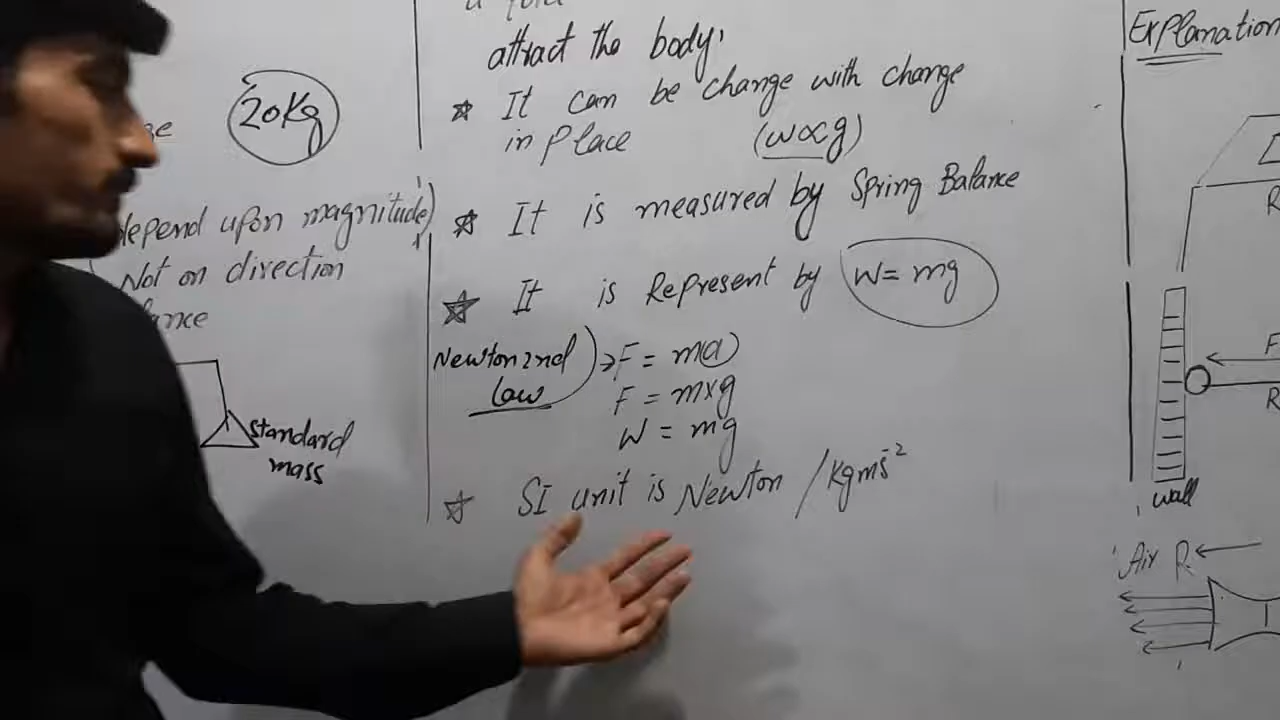 20Kg
depend upon magnitude)
Not on direction
standard
mass
attract the body,
☆ It can be change with change
in place (w∝g)
☆ It is measured by Spring Balance
☆ It is Represent by W= mg
Newton 2nd law) → F = ma
F = mxg
W = mg
☆ SI unit is Newton / Kgms⁻²
Explanation
R
F
R
wall
Air R